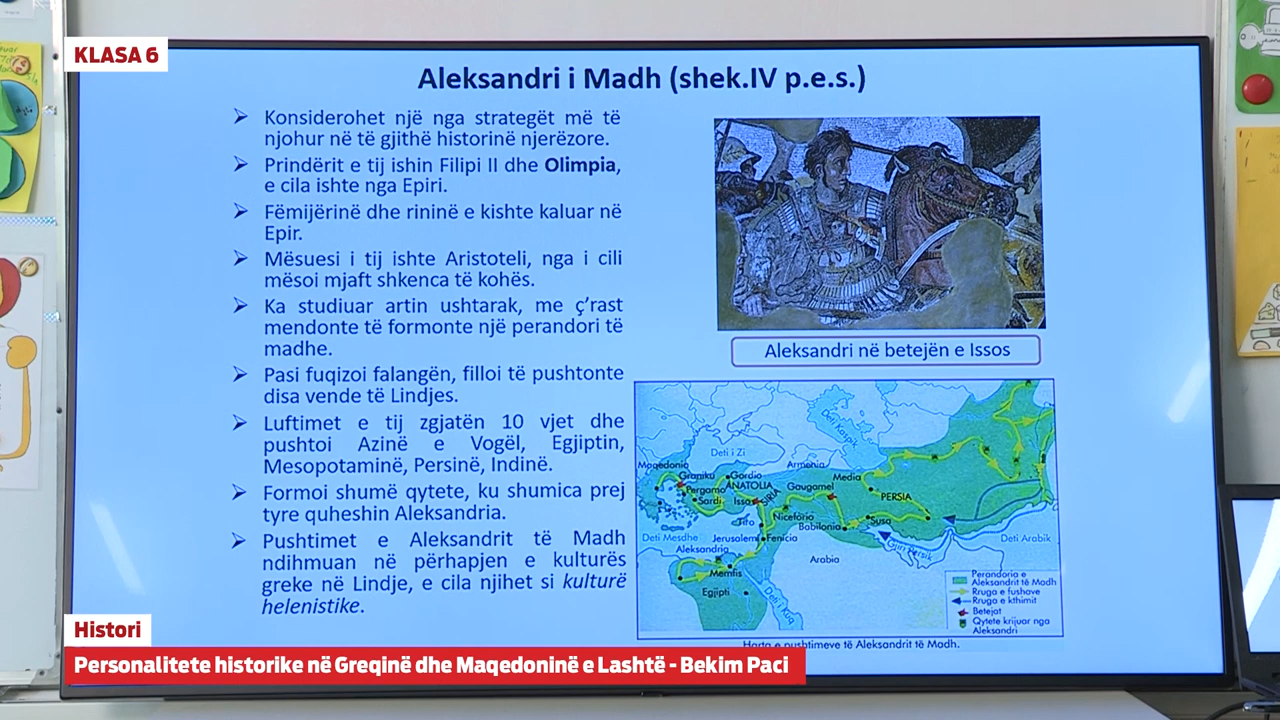 KLASA 6
Aleksandri i Madh (shek.IV p.e.s.)
Konsiderohet një nga strategët më të
njohur në të gjithë historinë njerëzore.
Prindërit e tij ishin Filipi II dhe Olimpia,
e cila ishte nga Epiri.
Fëmijërinë dhe rininë e kishte kaluar në
Epir.
Mësuesi i tij ishte Aristoteli, nga i cili
mësoi mjaft shkenca të kohës.
Ka studiuar artin ushtarak, me ç’rast
mendonte të formonte një perandori të
madhe.
Pasi fuqizoi falangën, filloi të pushtonte
disa vende të Lindjes.
Luftimet e tij zgjatën 10 vjet dhe
pushtoi Azinë e Vogël, Egjiptin,
Mesopotaminë, Persinë, Indinë.
Formoi shumë qytete, ku shumica prej
tyre quheshin Aleksandria.
Pushtimet e Aleksandrit të Madh
ndihmuan në përhapjen e kulturës
greke në Lindje, e cila njihet si kulturë
helenistike.
Aleksandri në betejën e Issos
Deti Kaspik
Deti i Zi
Maqedonia
Graniku
Gordio
Armenia
Pergamo
ANATOLIA
Sardi
Issa
SIRIA
Gaugamel
Media
PERSIA
Niceforio
Tiro
Babilonia
Susa
Deti Mesdhe
Jerusalem
Fenicia
Aleksandria
Memfis
Egjipti
Deti i Kuq
Arabia
Giri Persik
Deti Arabik
Perandoria e
Aleksandrit të Madh
Rruga e fushave
Rruga e kthimit
Betejat
Qytete krijuar nga
Aleksandri
Harta e pushtimeve të Aleksandrit të Madh.
Histori
Personalitete historike në Greqinë dhe Maqedoninë e Lashtë - Bekim Paci